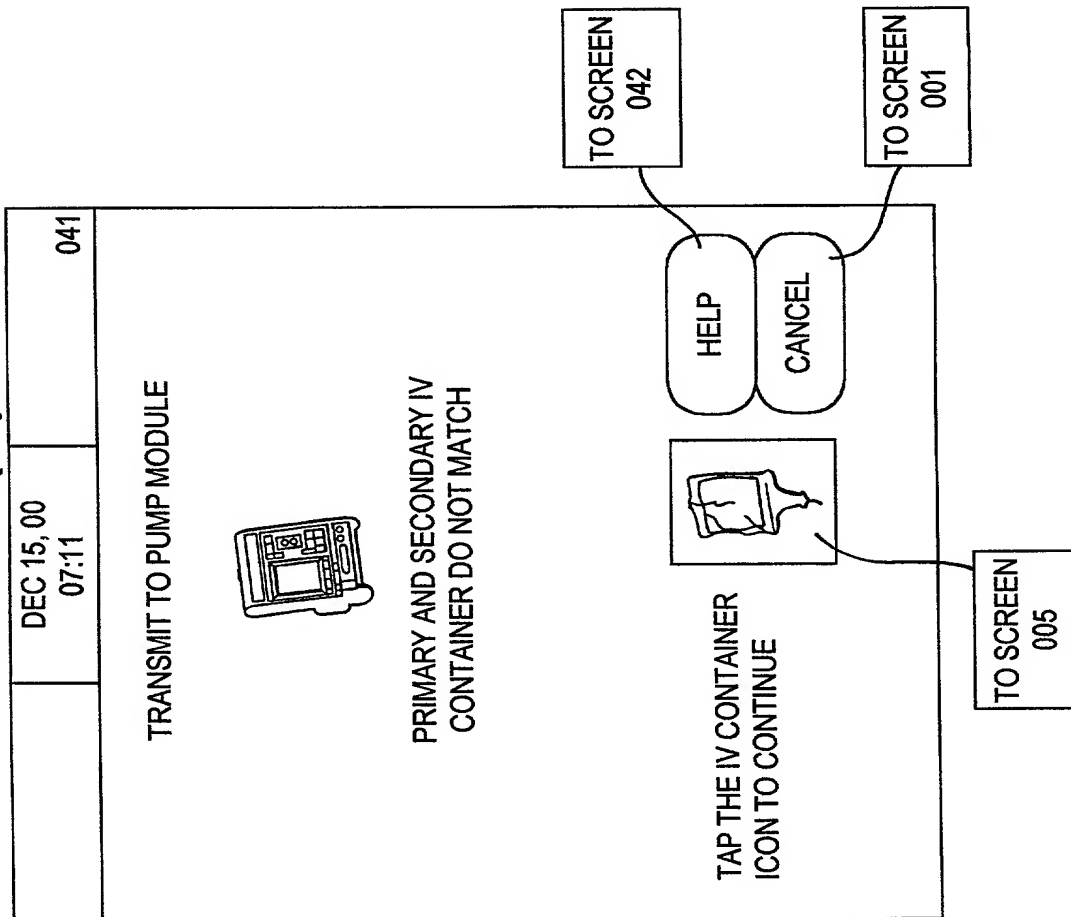 DEC 15, 00
07:11
041
TRANSMIT TO PUMP MODULE
PRIMARY AND SECONDARY IV
CONTAINER DO NOT MATCH
TAP THE IV CONTAINER
ICON TO CONTINUE
HELP
CANCEL
TO SCREEN
042
TO SCREEN
001
TO SCREEN
005